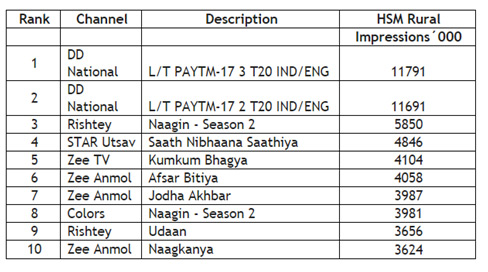 Rank Channel Description HSM Rural
Impressions´000
1 DD National L/T PAYTM-17 3 T20 IND/ENG 11791
2 DD National L/T PAYTM-17 2 T20 IND/ENG 11691
3 Rishtey Naagin - Season 2 5850
4 STAR Utsav Saath Nibhaana Saathiya 4846
5 Zee TV Kumkum Bhagya 4104
6 Zee Anmol Afsar Bitiya 4058
7 Zee Anmol Jodha Akhbar 3987
8 Colors Naagin - Season 2 3981
9 Rishtey Udaan 3656
10 Zee Anmol Naagkanya 3624